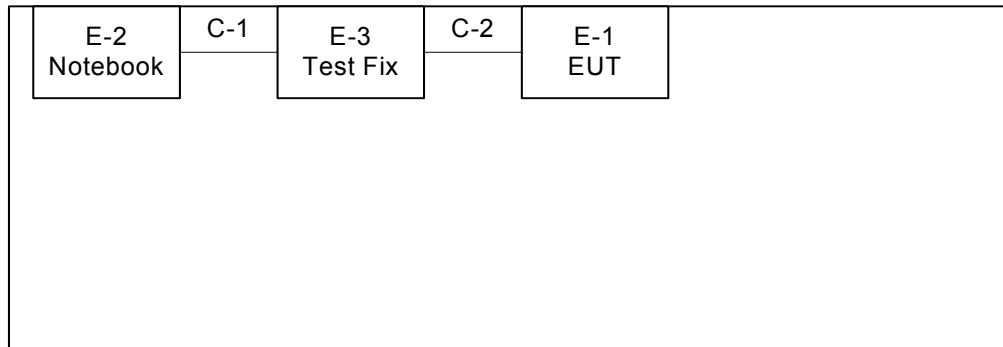 E-2
Notebook
C-1
E-3
Test Fix
C-2
E-1
EUT